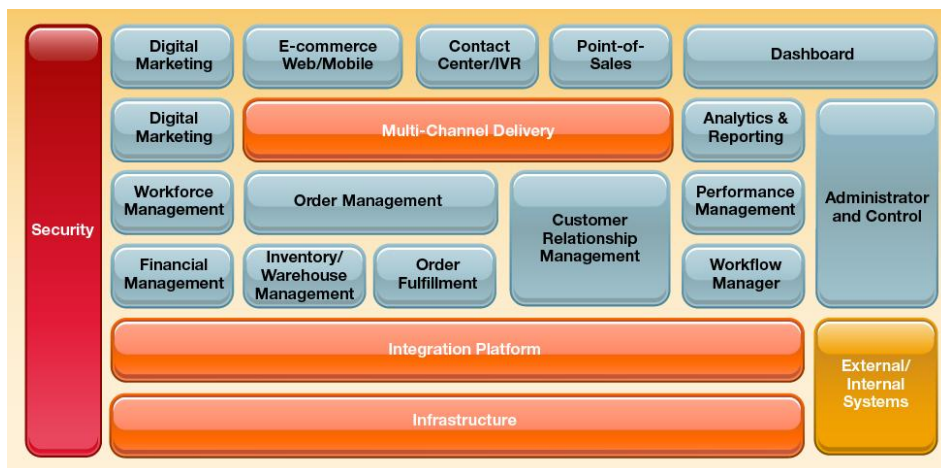 Digital
Marketing
E-commerce
Web/Mobile
Contact
Center/IVR
Point-of-
Sales
Dashboard
Digital
Marketing
Multi-Channel Delivery
Analytics &
Reporting
Workforce
Management
Order Management
Customer
Relationship
Management
Performance
Management
Administrator
and Control
Security
Financial
Management
Inventory/
Warehouse
Management
Order
Fulfillment
Workflow
Manager
Integration Platform
External/
Internal
Systems
Infrastructure